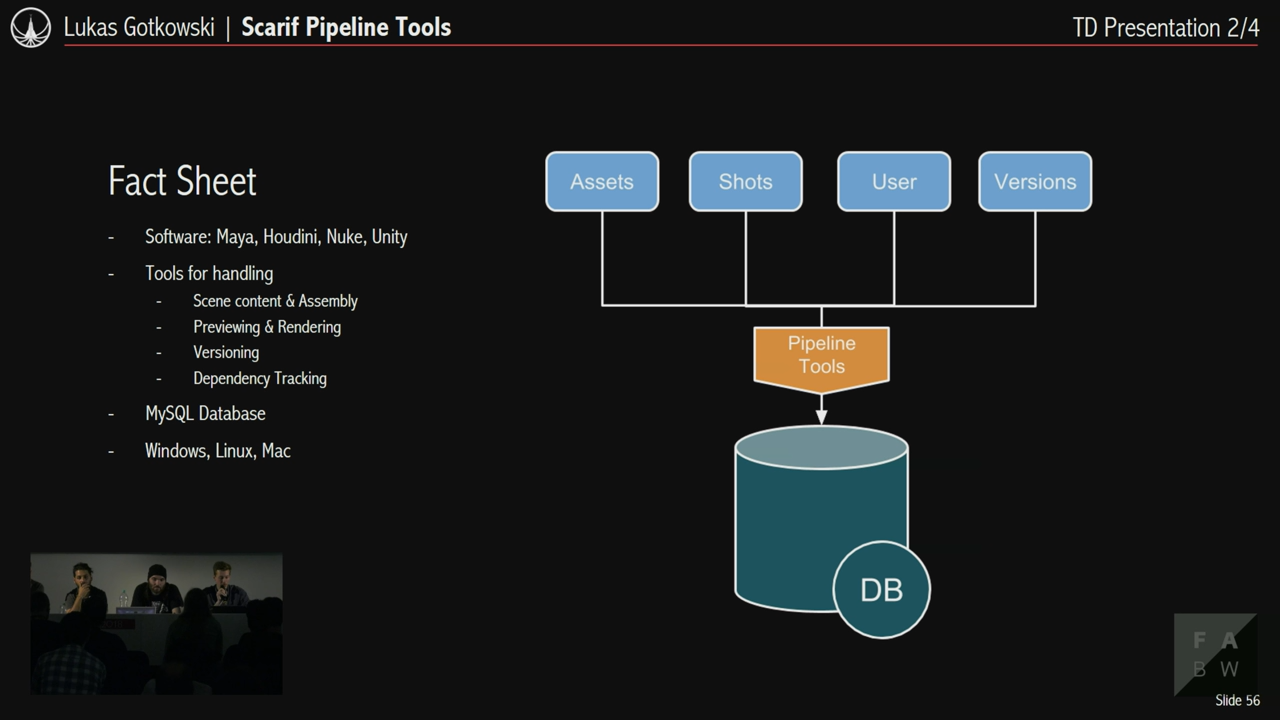 Lukas Gotkowski | Scarif Pipeline Tools
TD Presentation 2/4
Fact Sheet
- Software: Maya, Houdini, Nuke, Unity
- Tools for handling
- Scene content & Assembly
- Previewing & Rendering
- Versioning
- Dependency Tracking
- MySQL Database
- Windows, Linux, Mac
Assets
Shots
User
Versions
Pipeline
Tools
DB
F A
B W
Slide 56